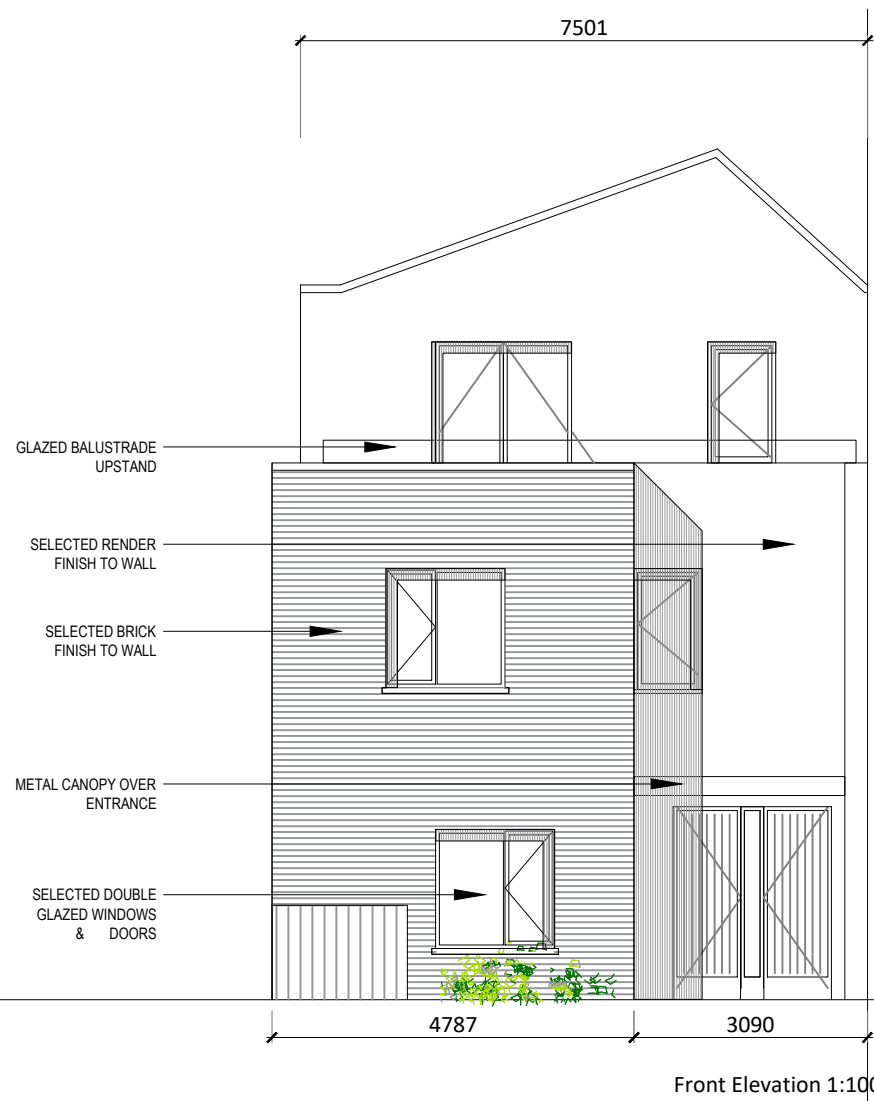 7501
GLAZED BALUSTRADE
UPSTAND
SELECTED RENDER
FINISH TO WALL
SELECTED BRICK
FINISH TO WALL
METAL CANOPY OVER
ENTRANCE
SELECTED DOUBLE
GLAZED WINDOWS
& DOORS
4787
3090
Front Elevation 1:100